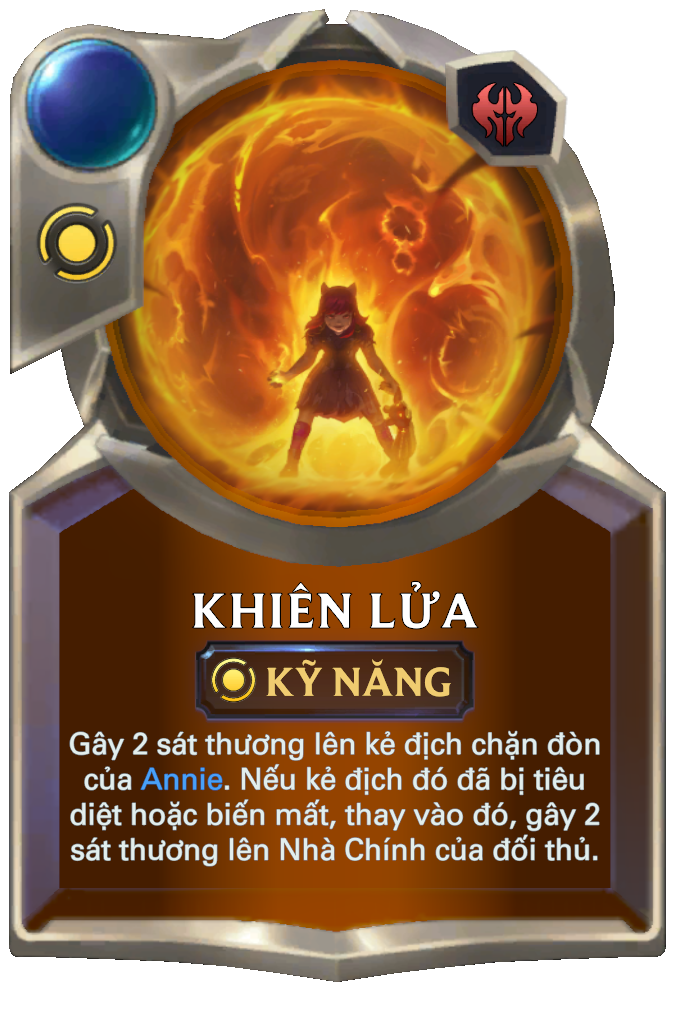 KHIÊN LỬA
KỸ NĂNG
Gây 2 sát thương lên kẻ địch chặn đòn
của Annie. Nếu kẻ địch đó đã bị tiêu
diệt hoặc biến mất, thay vào đó, gây 2
sát thương lên Nhà Chính của đối thủ.